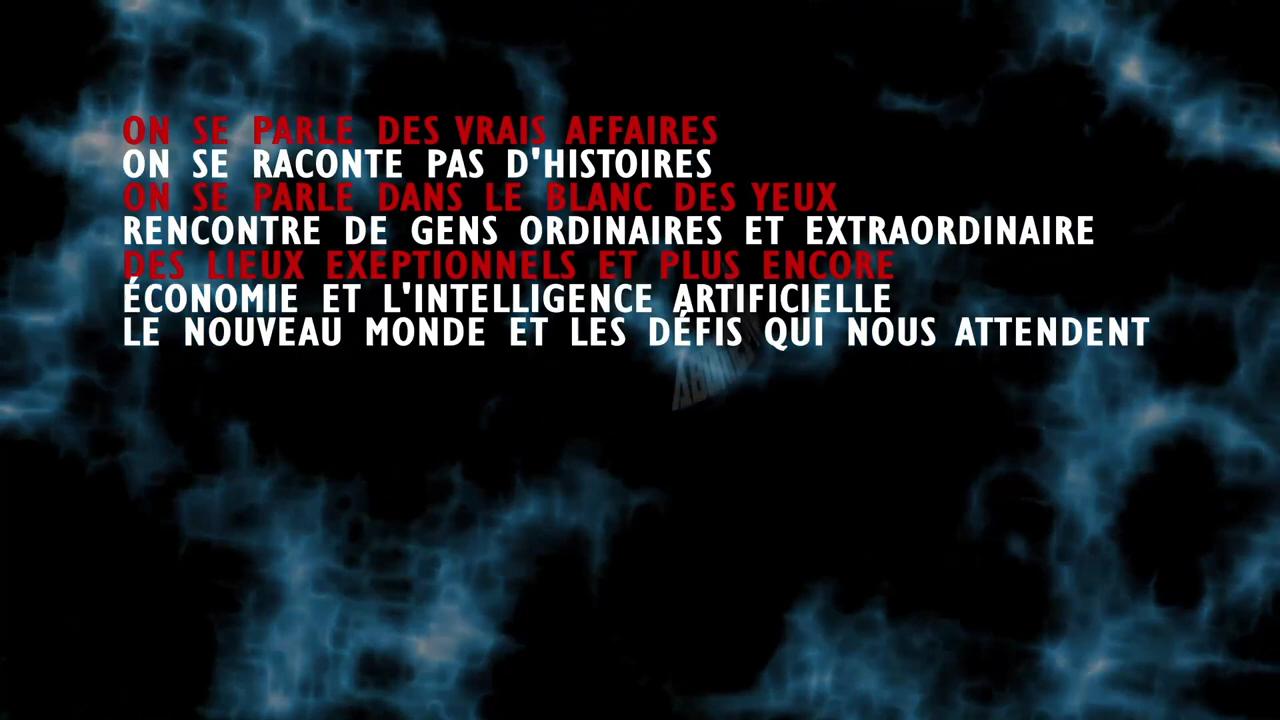 ON SE PARLE DES VRAIS AFFAIRES
ON SE RACONTE PAS D'HISTOIRES
ON SE PARLE DANS LE BLANC DES YEUX
RENCONTRE DE GENS ORDINAIRES ET EXTRAORDINAIRE
DES LIEUX EXEPTIONNELS ET PLUS ENCORE
ÉCONOMIE ET L'INTELLIGENCE ARTIFICIELLE
LE NOUVEAU MONDE ET LES DÉFIS QUI NOUS ATTENDENT